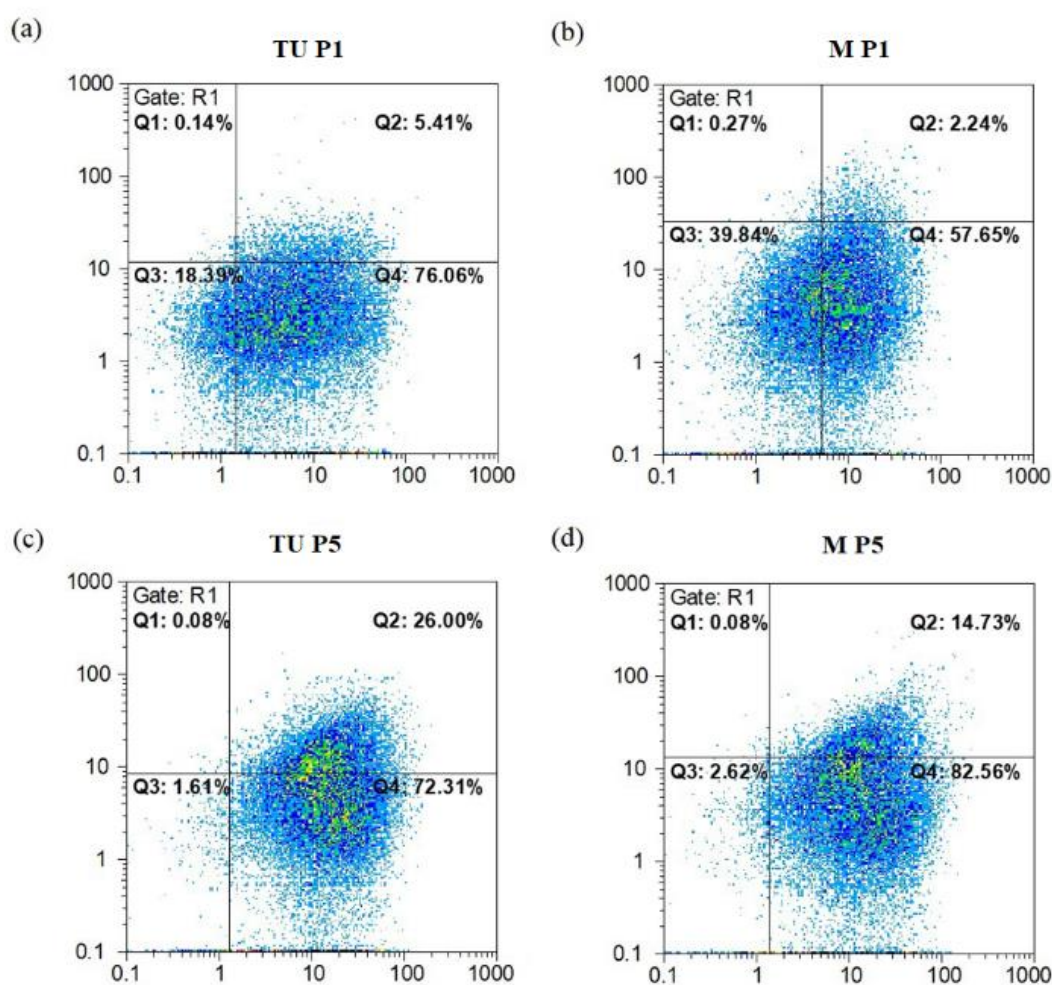 (a)
TU P1
1000
100
10
1
0.1
0.1
1
10
100
1000
Gate: R1
Q1: 0.14%
Q2: 5.41%
Q3: 18.39%
Q4: 76.06%
(b)
M P1
1000
100
10
1
0.1
0.1
1
10
100
1000
Gate: R1
Q1: 0.27%
Q2: 2.24%
Q3: 39.84%
Q4: 57.65%
(c)
TU P5
1000
100
10
1
0.1
0.1
1
10
100
1000
Gate: R1
Q1: 0.08%
Q2: 26.00%
Q3: 1.61%
Q4: 72.31%
(d)
M P5
1000
100
10
1
0.1
0.1
1
10
100
1000
Gate: R1
Q1: 0.08%
Q2: 14.73%
Q3: 2.62%
Q4: 82.56%